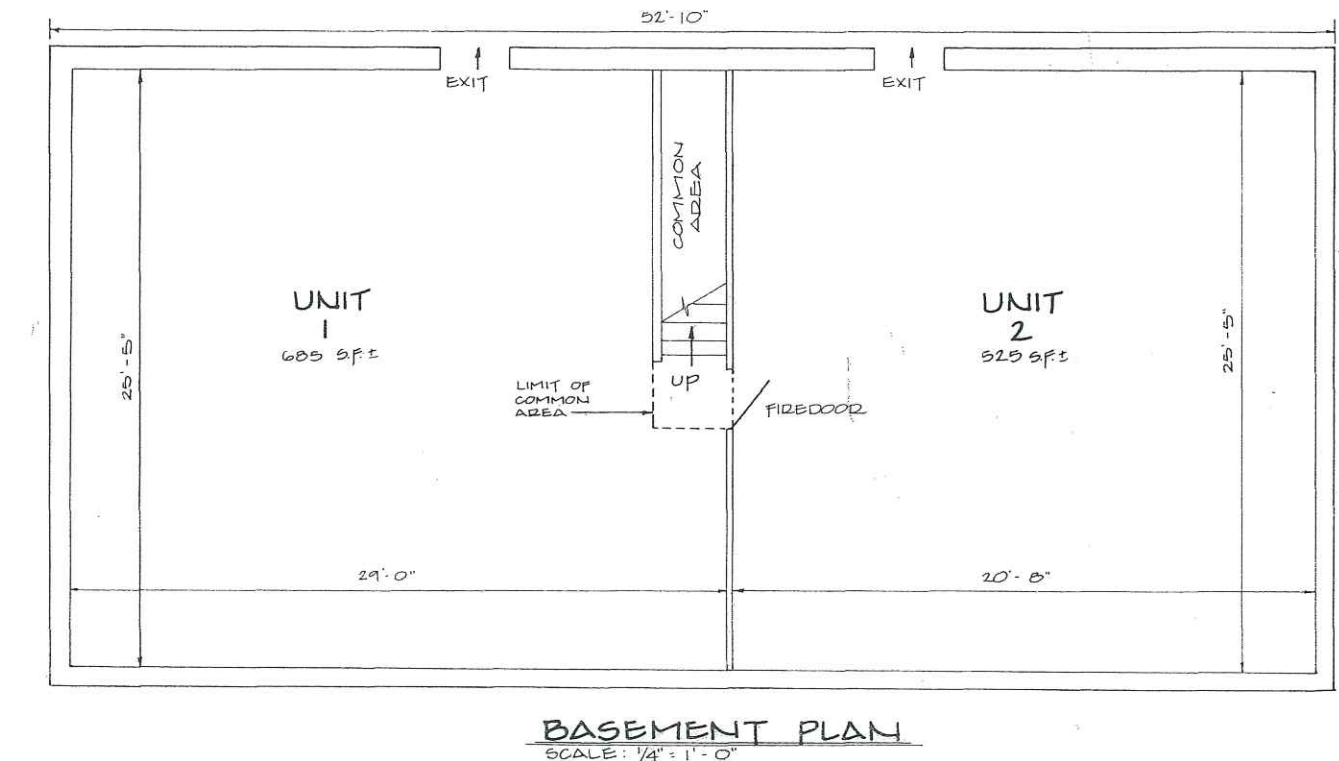 52'-10"
EXIT
EXIT
COMMON
AREA
UNIT
1
685 S.F.±
UNIT
2
525 S.F.±
25'-5"
25'-5"
UP
LIMIT OF
COMMON
AREA
FIREDOOR
29'-0"
20'-8"
BASEMENT PLAN
SCALE: 1/4" = 1'-0"